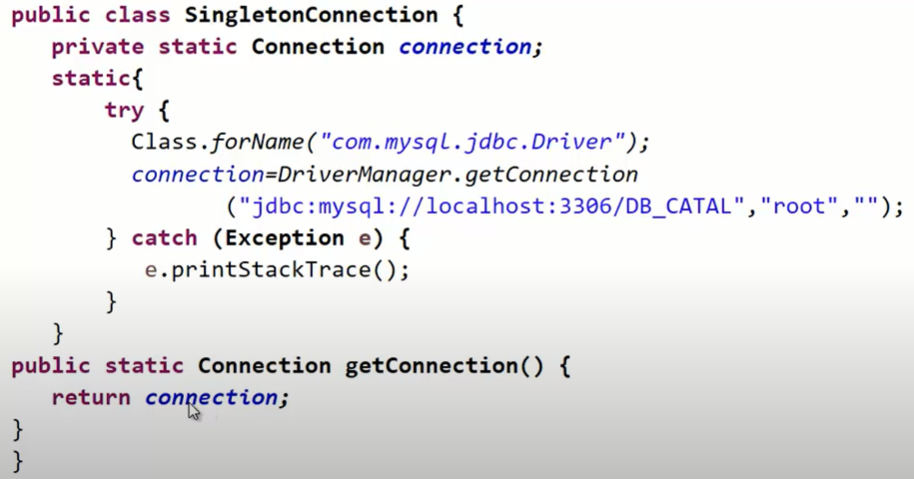 public class SingletonConnection {
private static Connection connection;
static{
try {
Class.forName("com.mysql.jdbc.Driver");
connection=DriverManager.getConnection
("jdbc:mysql://localhost:3306/DB_CATAL","root","");
} catch (Exception e) {
e.printStackTrace();
}
}
public static Connection getConnection() {
return connection;
}
}